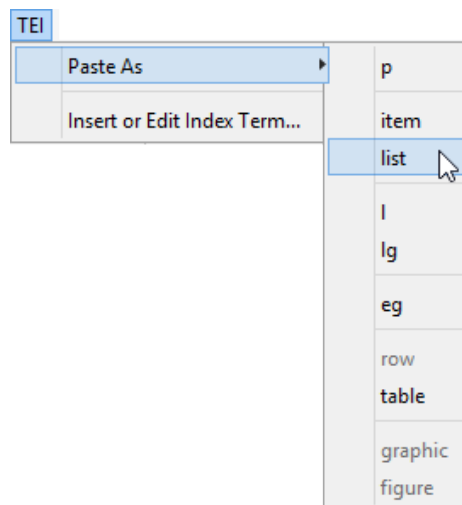 TEI
Paste As
Insert or Edit Index Term...
p
item
list
l
lg
eg
row
table
graphic
figure